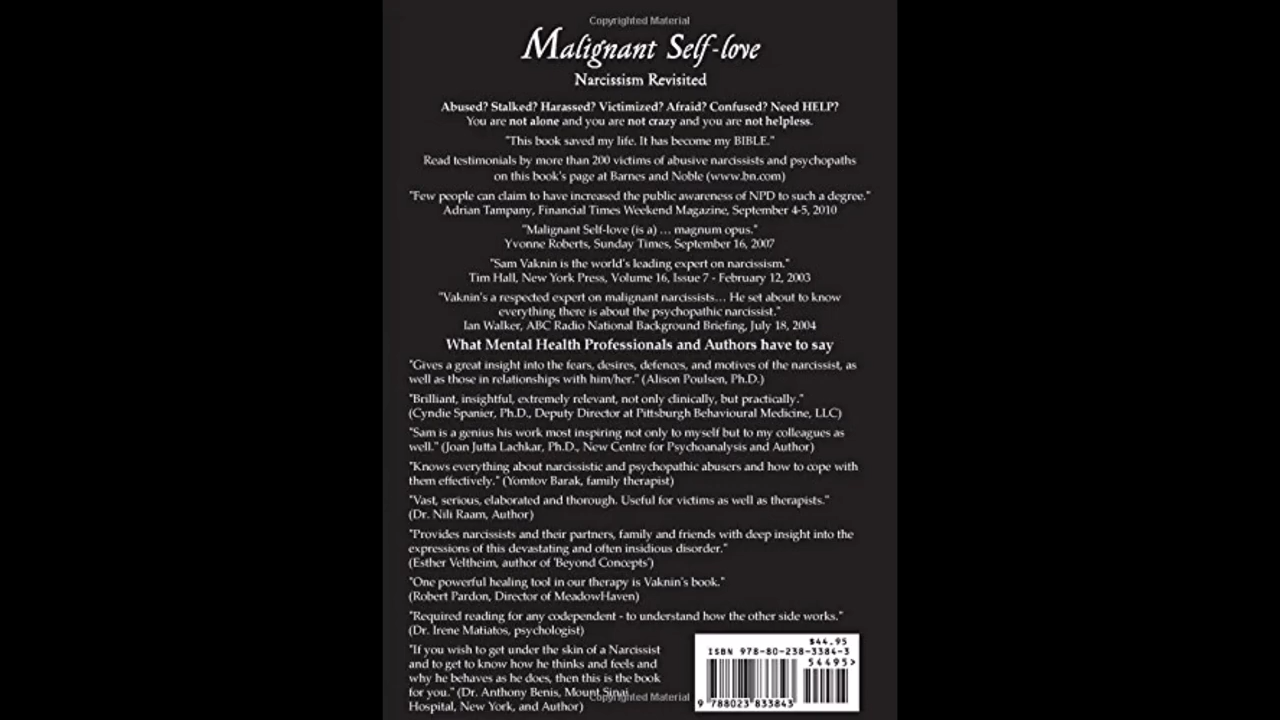 Copyrighted Material
Malignant Self-love
Narcissism Revisited
Abused? Stalked? Harassed? Victimized? Afraid? Confused? Need HELP?
You are not alone and you are not crazy and you are not helpless.
"This book saved my life. It has become my BIBLE."
Read testimonials by more than 200 victims of abusive narcissists and psychopaths
on this book's page at Barnes and Noble (www.bn.com)
"Few people can claim to have increased the public awareness of NPD to such a degree."
Adrian Tampany, Financial Times Weekend Magazine, September 4-5, 2010
"Malignant Self-love (is a) ... magnum opus."
Yvonne Roberts, Sunday Times, September 16, 2007
"Sam Vaknin is the world's leading expert on narcissism."
Tim Hall, New York Press, Volume 16, Issue 7 - February 12, 2003
"Vaknin's a respected expert on malignant narcissists... He set about to know
everything there is about the psychopathic narcissist."
Ian Walker, ABC Radio National Background Briefing, July 18, 2004
What Mental Health Professionals and Authors have to say
"Gives a great insight into the fears, desires, defences, and motives of the narcissist, as
well as those in relationships with him/her." (Alison Poulsen, Ph.D.)
"Brilliant, insightful, extremely relevant, not only clinically, but practically."
(Cyndie Spanier, Ph.D., Deputy Director at Pittsburgh Behavioural Medicine, LLC)
"Sam is a genius his work most inspiring not only to myself but to my colleagues as
well." (Joan Jutta Lachkar, Ph.D., New Centre for Psychoanalysis and Author)
"Knows everything about narcissistic and psychopathic abusers and how to cope with
them effectively." (Yomtov Barak, family therapist)
"Vast, serious, elaborated and thorough. Useful for victims as well as therapists."
(Dr. Nili Raam, Author)
"Provides narcissists and their partners, family and friends with deep insight into the
expressions of this devastating and often insidious disorder."
(Esther Veltheim, author of 'Beyond Concepts')
"One powerful healing tool in our therapy is Vaknin's book."
(Robert Pardon, Director of MeadowHaven)
"Required reading for any codependent - to understand how the other side works."
(Dr. Irene Matiatos, psychologist)
"If you wish to get under the skin of a Narcissist
and to get to know how he thinks and feels and
why he behaves as he does, then this is the book
for you." (Dr. Anthony Benis, Mount Sinai
Hospital, New York, and Author)
Copyrighted Material
$44.95
ISBN 978-80-238-3384-3
54495>
9 788023 833843